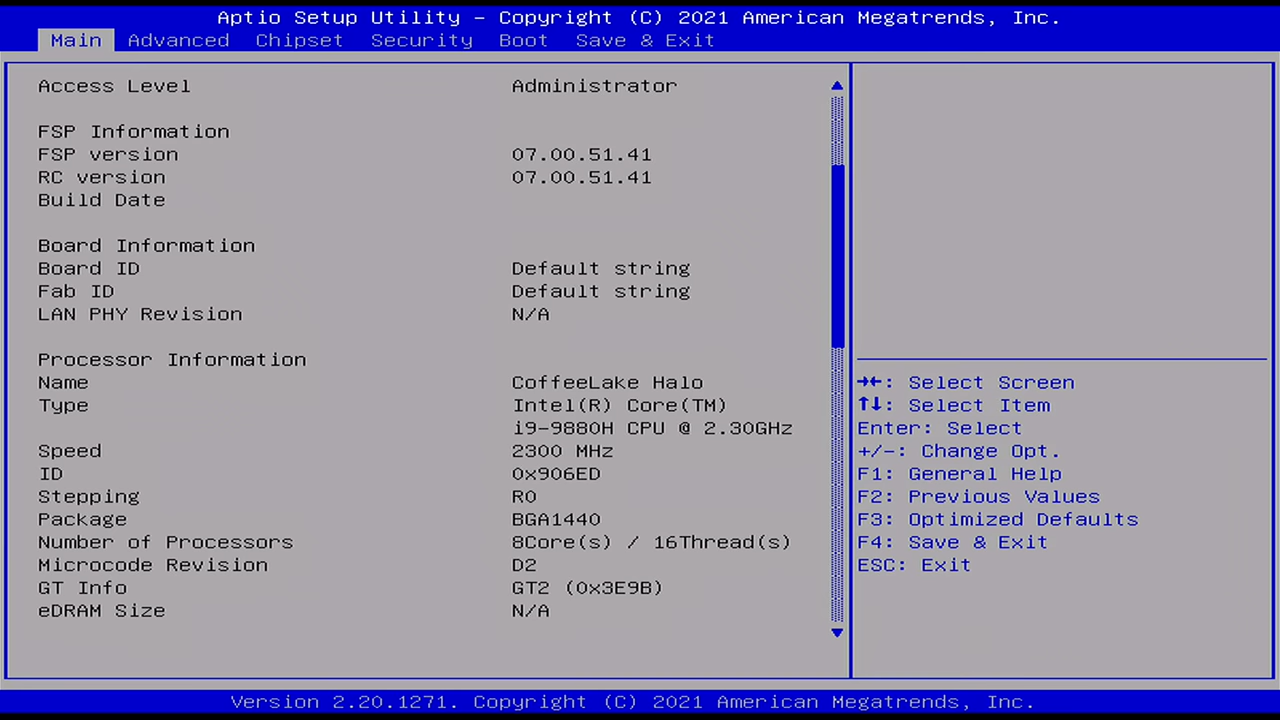 Aptio Setup Utility – Copyright (C) 2021 American Megatrends, Inc.
Main Advanced Chipset Security Boot Save & Exit
Access Level Administrator
FSP Information
FSP version 07.00.51.41
RC version 07.00.51.41
Build Date
Board Information
Board ID Default string
Fab ID Default string
LAN PHY Revision N/A
Processor Information
Name CoffeeLake Halo
Type Intel(R) Core(TM)
i9-9880H CPU @ 2.30GHz
Speed 2300 MHz
ID 0x906ED
Stepping R0
Package BGA1440
Number of Processors 8Core(s) / 16Thread(s)
Microcode Revision D2
GT Info GT2 (0x3E9B)
eDRAM Size N/A
→←: Select Screen
↑↓: Select Item
Enter: Select
+/-: Change Opt.
F1: General Help
F2: Previous Values
F3: Optimized Defaults
F4: Save & Exit
ESC: Exit
Version 2.20.1271. Copyright (C) 2021 American Megatrends, Inc.